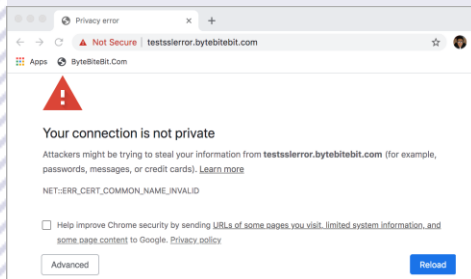 Privacy error
Not Secure | testsslerror.bytebitebit.com
Apps ByteBiteBit.Com
Your connection is not private
Attackers might be trying to steal your information from testsslerror.bytebitebit.com (for example,
passwords, messages, or credit cards). Learn more
NET::ERR_CERT_COMMON_NAME_INVALID
Help improve Chrome security by sending URLs of some pages you visit, limited system information, and
some page content to Google. Privacy policy
Advanced Reload